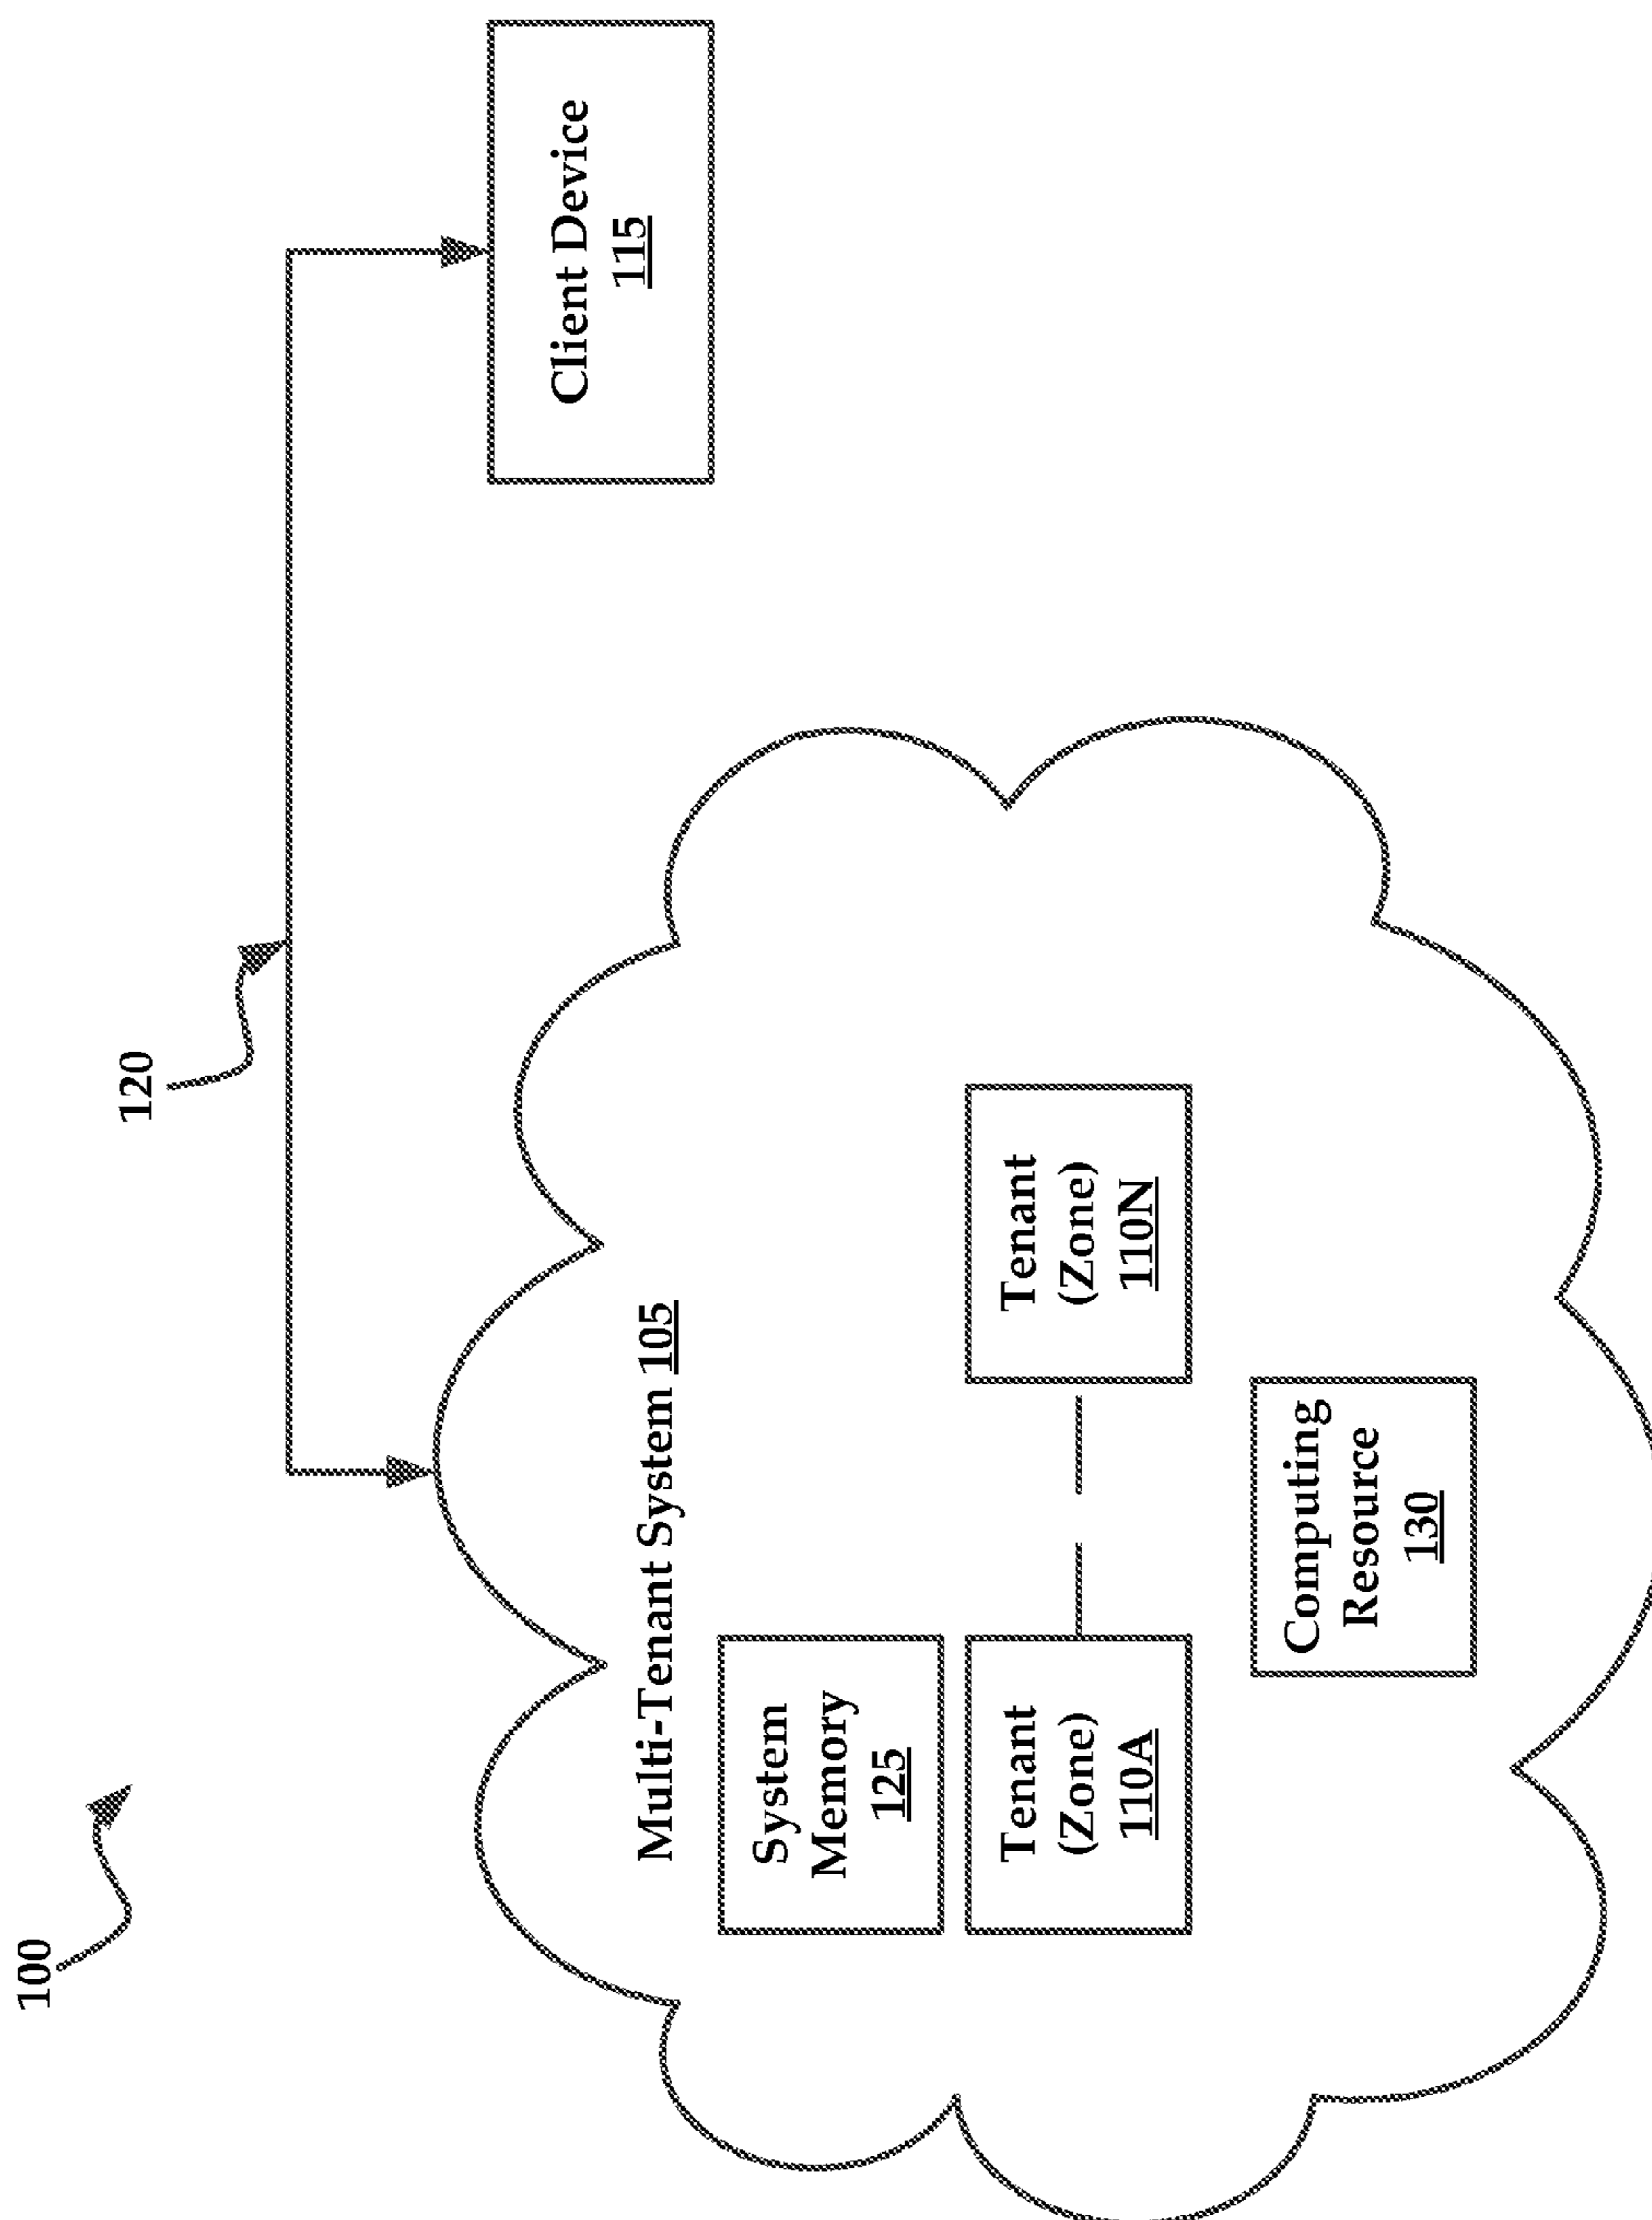 100
120
Client Device
115
Multi-Tenant System 105
System
Memory
125
Tenant
(Zone)
110A
Tenant
(Zone)
110N
Computing
Resource
130